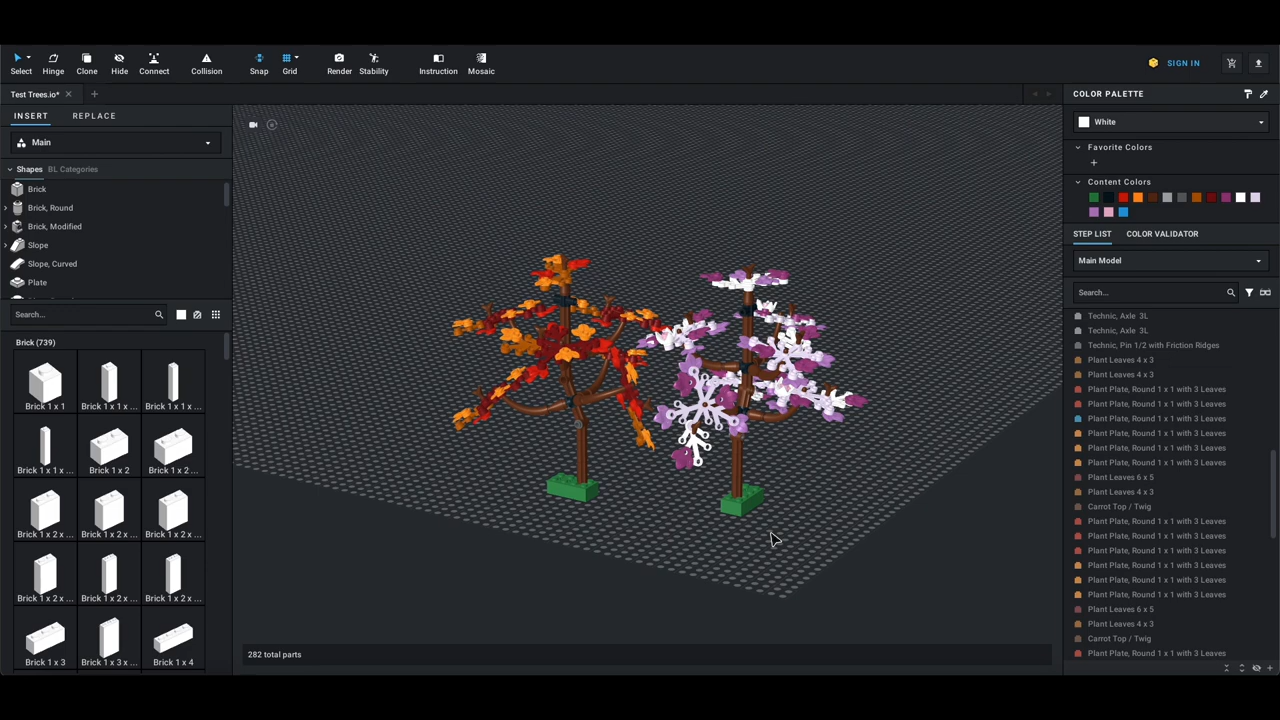 Select
Hinge
Clone
Hide
Connect
Collision
Snap
Grid
Render
Stability
Instruction
Mosaic
SIGN IN
Test Trees.io*
INSERT
REPLACE
Main
Shapes
BL Categories
Brick
Brick, Round
Brick, Modified
Slope
Slope, Curved
Plate
Search...
Brick (739)
Brick 1 x 1
Brick 1 x 1 x ...
Brick 1 x 1 x ...
Brick 1 x 1 x ...
Brick 1 x 2
Brick 1 x 2 ...
Brick 1 x 2 x ...
Brick 1 x 2 x ...
Brick 1 x 2 x ...
Brick 1 x 2 x ...
Brick 1 x 2 x ...
Brick 1 x 2 x ...
Brick 1 x 3
Brick 1 x 3 x ...
Brick 1 x 4
282 total parts
COLOR PALETTE
White
Favorite Colors
Content Colors
STEP LIST
COLOR VALIDATOR
Main Model
Search...
Technic, Axle 3L
Technic, Axle 3L
Technic, Pin 1/2 with Friction Ridges
Plant Leaves 4 x 3
Plant Leaves 4 x 3
Plant Plate, Round 1 x 1 with 3 Leaves
Plant Plate, Round 1 x 1 with 3 Leaves
Plant Plate, Round 1 x 1 with 3 Leaves
Plant Plate, Round 1 x 1 with 3 Leaves
Plant Plate, Round 1 x 1 with 3 Leaves
Plant Plate, Round 1 x 1 with 3 Leaves
Plant Leaves 6 x 5
Plant Leaves 4 x 3
Carrot Top / Twig
Plant Plate, Round 1 x 1 with 3 Leaves
Plant Plate, Round 1 x 1 with 3 Leaves
Plant Plate, Round 1 x 1 with 3 Leaves
Plant Plate, Round 1 x 1 with 3 Leaves
Plant Plate, Round 1 x 1 with 3 Leaves
Plant Plate, Round 1 x 1 with 3 Leaves
Plant Leaves 6 x 5
Plant Leaves 4 x 3
Carrot Top / Twig
Plant Plate, Round 1 x 1 with 3 Leaves